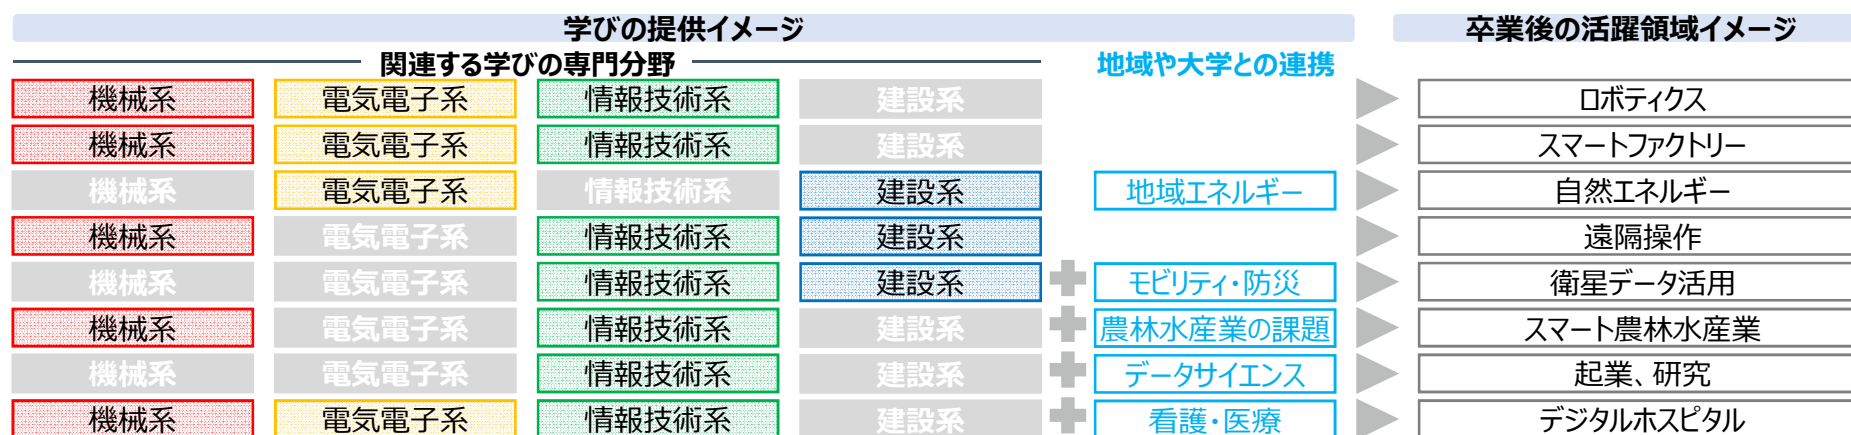 学びの提供イメージ 卒業後の活躍領域イメージ
関連する学びの専門分野 地域や大学との連携
機械系 電気電子系 情報技術系 建設系 ロボティクス
機械系 電気電子系 情報技術系 建設系 スマートファクトリー
機械系 電気電子系 情報技術系 建設系 地域エネルギー 自然エネルギー
機械系 電気電子系 情報技術系 建設系 遠隔操作
機械系 電気電子系 情報技術系 建設系 モビリティ・防災 衛星データ活用
機械系 電気電子系 情報技術系 建設系 農林水産業の課題 スマート農林水産業
機械系 電気電子系 情報技術系 建設系 データサイエンス 起業、研究
機械系 電気電子系 情報技術系 建設系 看護・医療 デジタルホスピタル